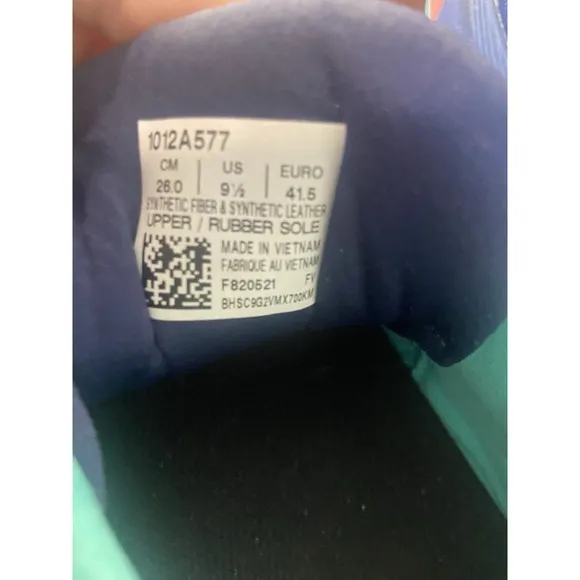 1012A577
CM US EURO
26.0 9½ 41.5
SYNTHETIC FIBER & SYNTHETIC LEATHER
UPPER / RUBBER SOLE
MADE IN VIETNAM
FABRIQUE AU VIETNAM
F820521 FV
BHSC9G2VMX700KM